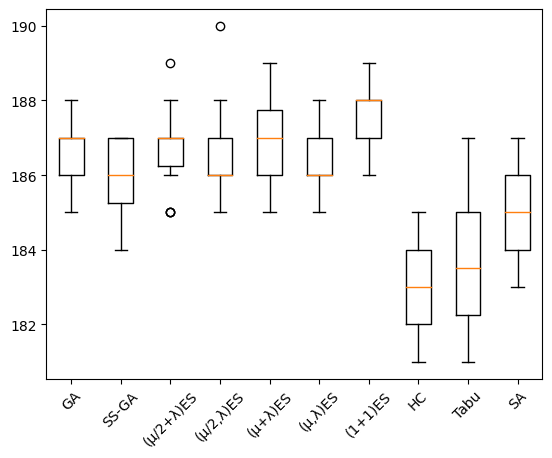 190
188
186
184
182
GA
SS-GA
(μ/2+λ)ES
(μ/2,λ)ES
(μ+λ)ES
(μ,λ)ES
(1+1)ES
HC
Tabu
SA